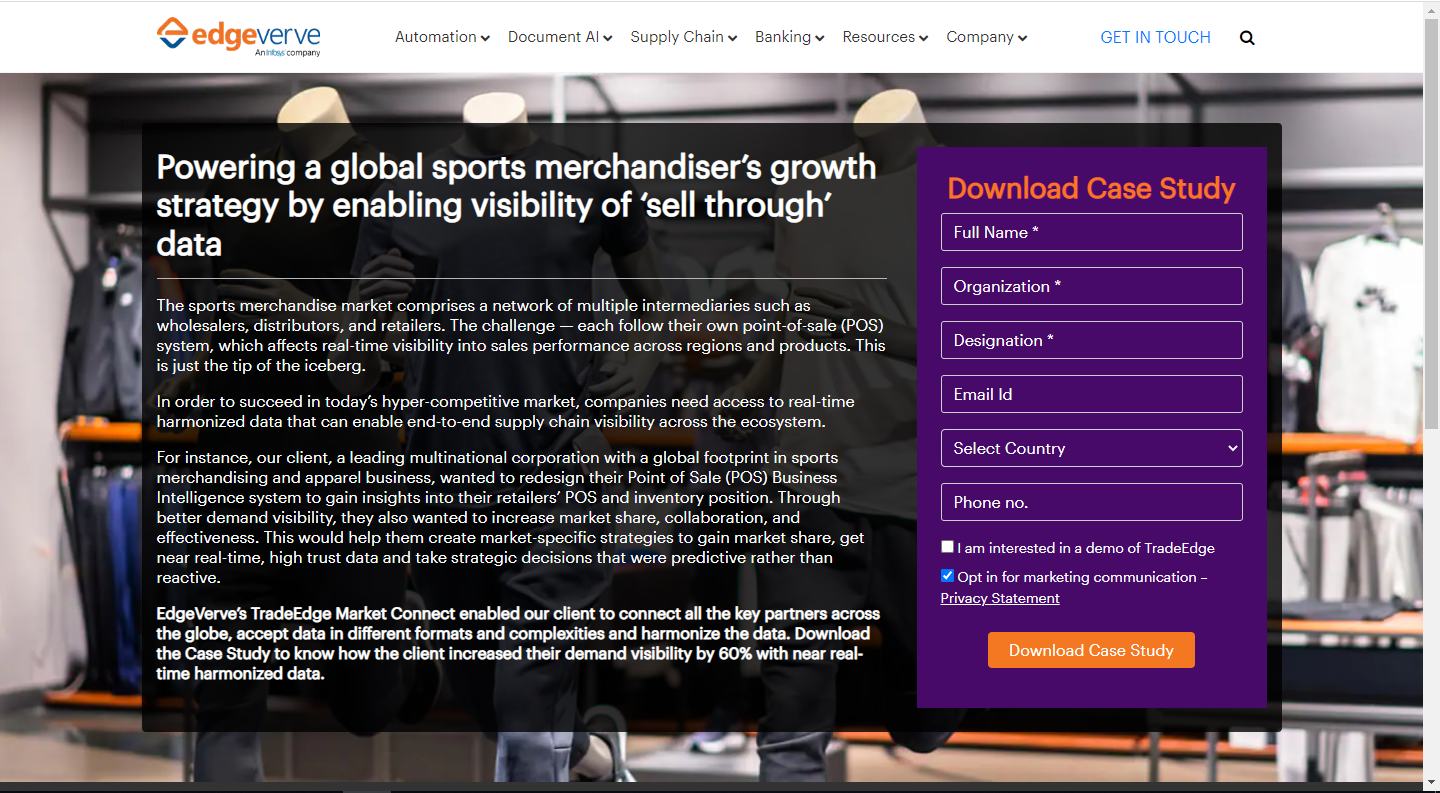 edgeverve
An Infosys company
Automation
Document AI
Supply Chain
Banking
Resources
Company
GET IN TOUCH
Powering a global sports merchandiser’s growth
strategy by enabling visibility of ‘sell through’
data
The sports merchandise market comprises a network of multiple intermediaries such as
wholesalers, distributors, and retailers. The challenge — each follow their own point-of-sale (POS)
system, which affects real-time visibility into sales performance across regions and products. This
is just the tip of the iceberg.
In order to succeed in today’s hyper-competitive market, companies need access to real-time
harmonized data that can enable end-to-end supply chain visibility across the ecosystem.
For instance, our client, a leading multinational corporation with a global footprint in sports
merchandising and apparel business, wanted to redesign their Point of Sale (POS) Business
Intelligence system to gain insights into their retailers’ POS and inventory position. Through
better demand visibility, they also wanted to increase market share, collaboration, and
effectiveness. This would help them create market-specific strategies to gain market share, get
near real-time, high trust data and take strategic decisions that were predictive rather than
reactive.
EdgeVerve’s TradeEdge Market Connect enabled our client to connect all the key partners across
the globe, accept data in different formats and complexities and harmonize the data. Download
the Case Study to know how the client increased their demand visibility by 60% with near real-
time harmonized data.
Download Case Study
Full Name *
Organization *
Designation *
Email Id
Select Country
Phone no.
I am interested in a demo of TradeEdge
Opt in for marketing communication –
Privacy Statement
Download Case Study